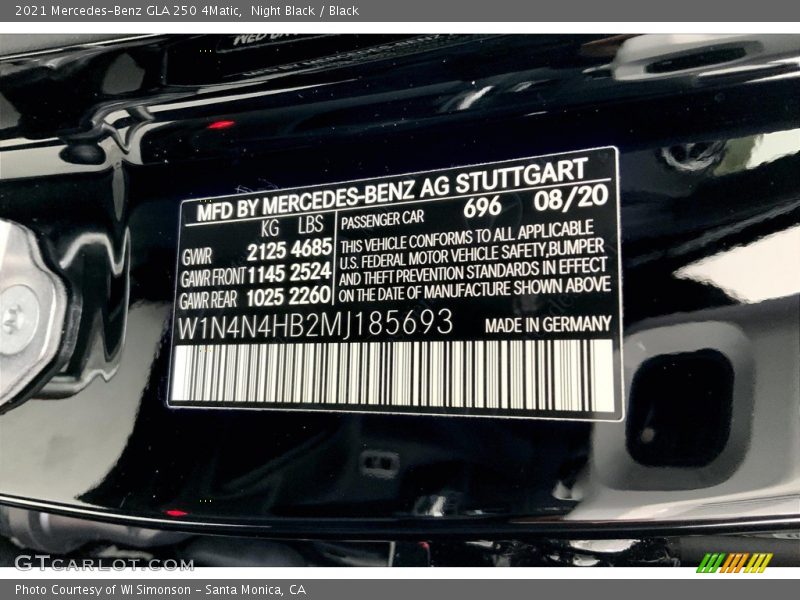 2021 Mercedes-Benz GLA 250 4Matic,  Night Black / Black
MFD BY MERCEDES-BENZ AG STUTTGART
KG LBS PASSENGER CAR 696 08/20
GVWR 2125 4685
GAWR FRONT 1145 2524
GAWR REAR 1025 2260
THIS VEHICLE CONFORMS TO ALL APPLICABLE
U.S. FEDERAL MOTOR VEHICLE SAFETY,BUMPER
AND THEFT PREVENTION STANDARDS IN EFFECT
ON THE DATE OF MANUFACTURE SHOWN ABOVE
W1N4N4HB2MJ185693 MADE IN GERMANY
GTCARLOT.COM
Photo Courtesy of WI Simonson - Santa Monica, CA